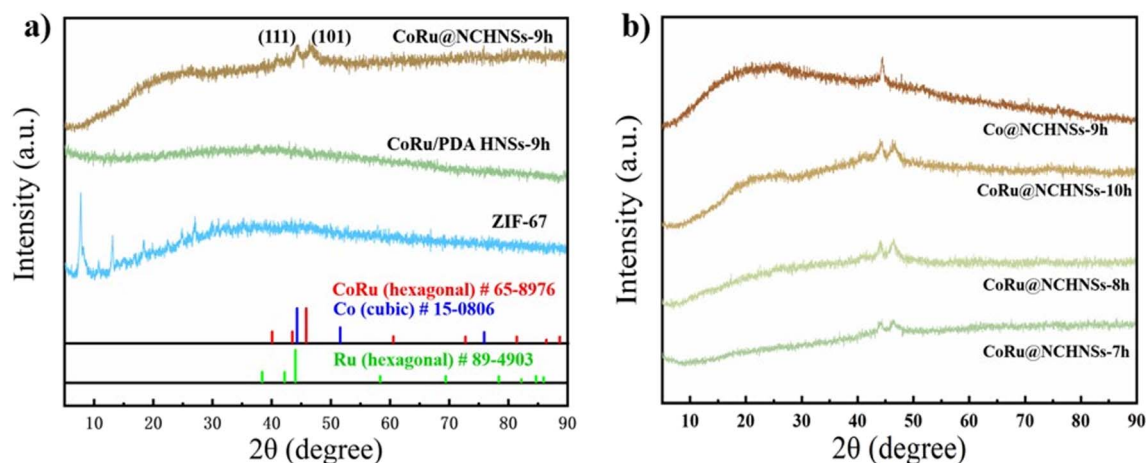 a)
(111) (101) CoRu@NCHNSs-9h
CoRu/PDA HNSs-9h
ZIF-67
CoRu (hexagonal) # 65-8976
Co (cubic) # 15-0806
Ru (hexagonal) # 89-4903
Intensity (a.u.)
10 20 30 40 50 60 70 80 90
2θ (degree)
b)
Co@NCHNSs-9h
CoRu@NCHNSs-10h
CoRu@NCHNSs-8h
CoRu@NCHNSs-7h
Intensity (a.u.)
10 20 30 40 50 60 70 80 90
2θ (degree)